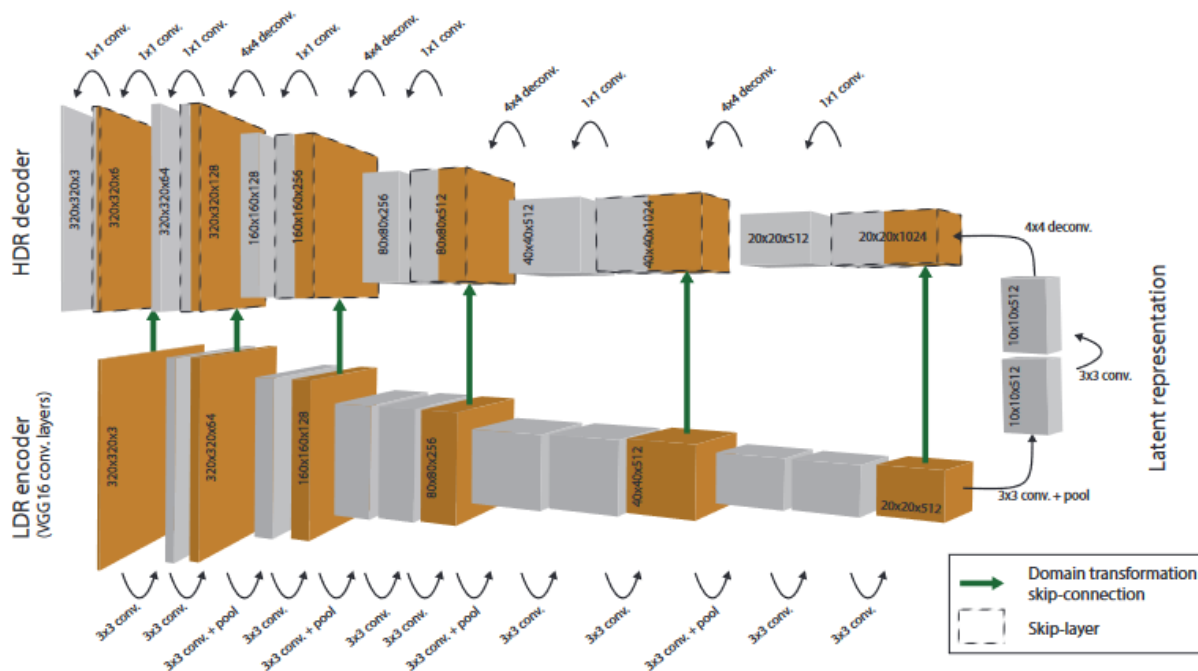 1x1 conv.
1x1 conv.
1x1 conv.
4x4 deconv.
1x1 conv.
4x4 deconv.
1x1 conv.
4x4 deconv.
1x1 conv.
4x4 deconv.
1x1 conv.
HDR decoder
320x320x3
320x320x6
320x320x64
320x320x128
160x160x128
160x160x256
80x80x256
80x80x512
40x40x512
40x40x1024
20x20x512
20x20x1024
4x4 deconv.
10x10x512
10x10x512
3x3 conv.
Latent representation
LDR encoder
(VGG16 conv. layers)
320x320x3
320x320x64
160x160x128
80x80x256
40x40x512
20x20x512
3x3 conv. + pool
3x3 conv.
3x3 conv.
3x3 conv. + pool
3x3 conv.
3x3 conv. + pool
3x3 conv.
3x3 conv.
3x3 conv. + pool
3x3 conv.
3x3 conv.
3x3 conv. + pool
3x3 conv.
3x3 conv.
Domain transformation
skip-connection
Skip-layer